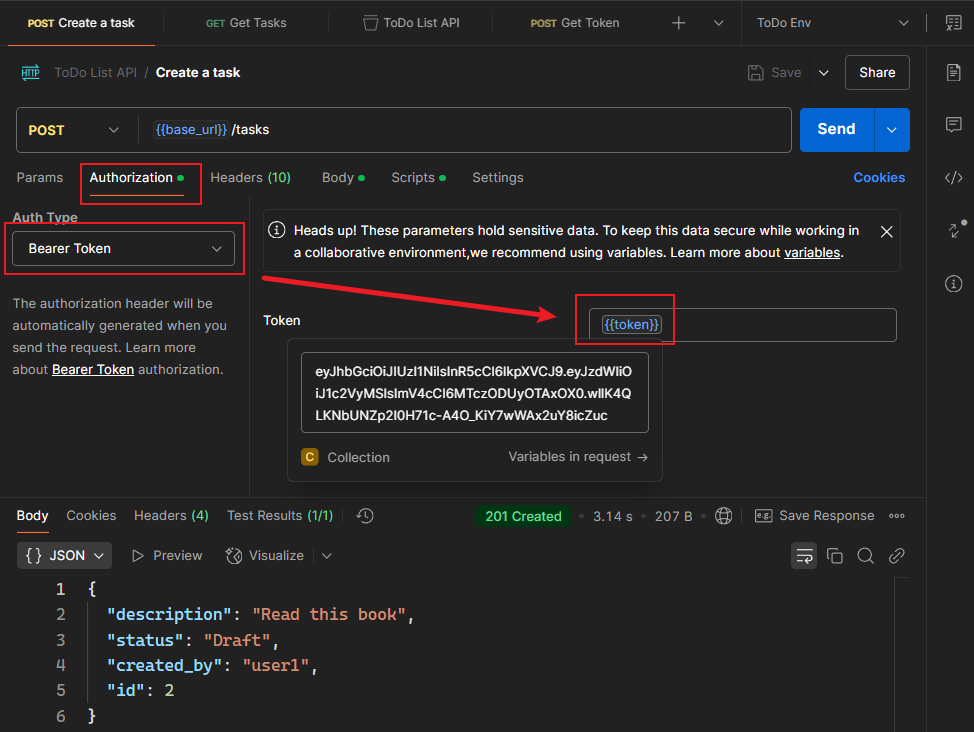 POST Create a task GET Get Tasks ToDo List API POST Get Token ToDo Env
HTTP ToDo List API / Create a task Save Share
POST {{base_url}} /tasks Send
Params Authorization Headers (10) Body Scripts Settings Cookies
Auth Type
Bearer Token
Heads up! These parameters hold sensitive data. To keep this data secure while working in
a collaborative environment,we recommend using variables. Learn more about variables.
The authorization header will be
automatically generated when you
send the request. Learn more
about Bearer Token authorization.
Token {{token}}
eyJhbGciOiJIUzI1NiIsInR5cCI6IkpXVCJ9.eyJzdWIiO
iJ1c2VyMSIsImV4cCI6MTczODUyOTAxOX0.wIIK4Q
LKNbUNZp2I0H71c-A4O_KiY7wWAx2uY8icZuc
C Collection Variables in request →
Body Cookies Headers (4) Test Results (1/1) 201 Created 3.14 s 207 B e.g. Save Response
{} JSON Preview Visualize
1 {
2 "description": "Read this book",
3 "status": "Draft",
4 "created_by": "user1",
5 "id": 2
6 }